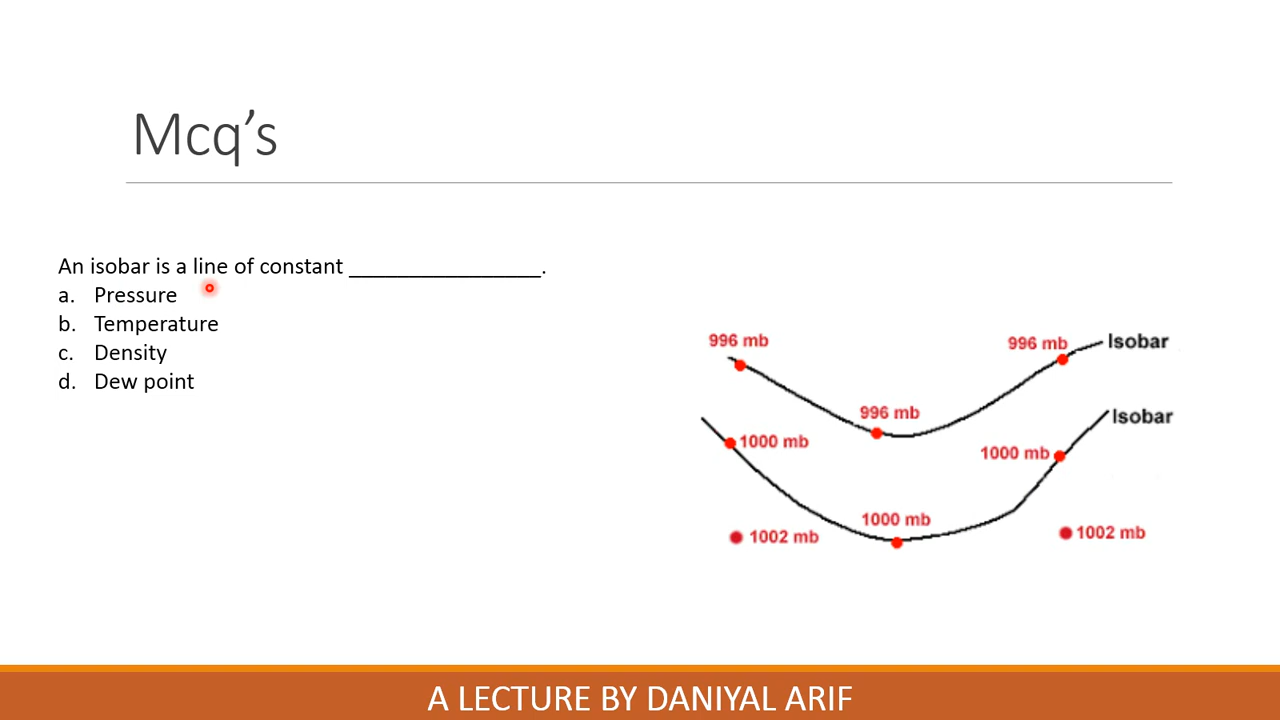 Mcq’s
An isobar is a line of constant ________________.
a. Pressure
b. Temperature
c. Density
d. Dew point
996 mb
996 mb
Isobar
996 mb
Isobar
1000 mb
1000 mb
1000 mb
1002 mb
1002 mb
A LECTURE BY DANIYAL ARIF